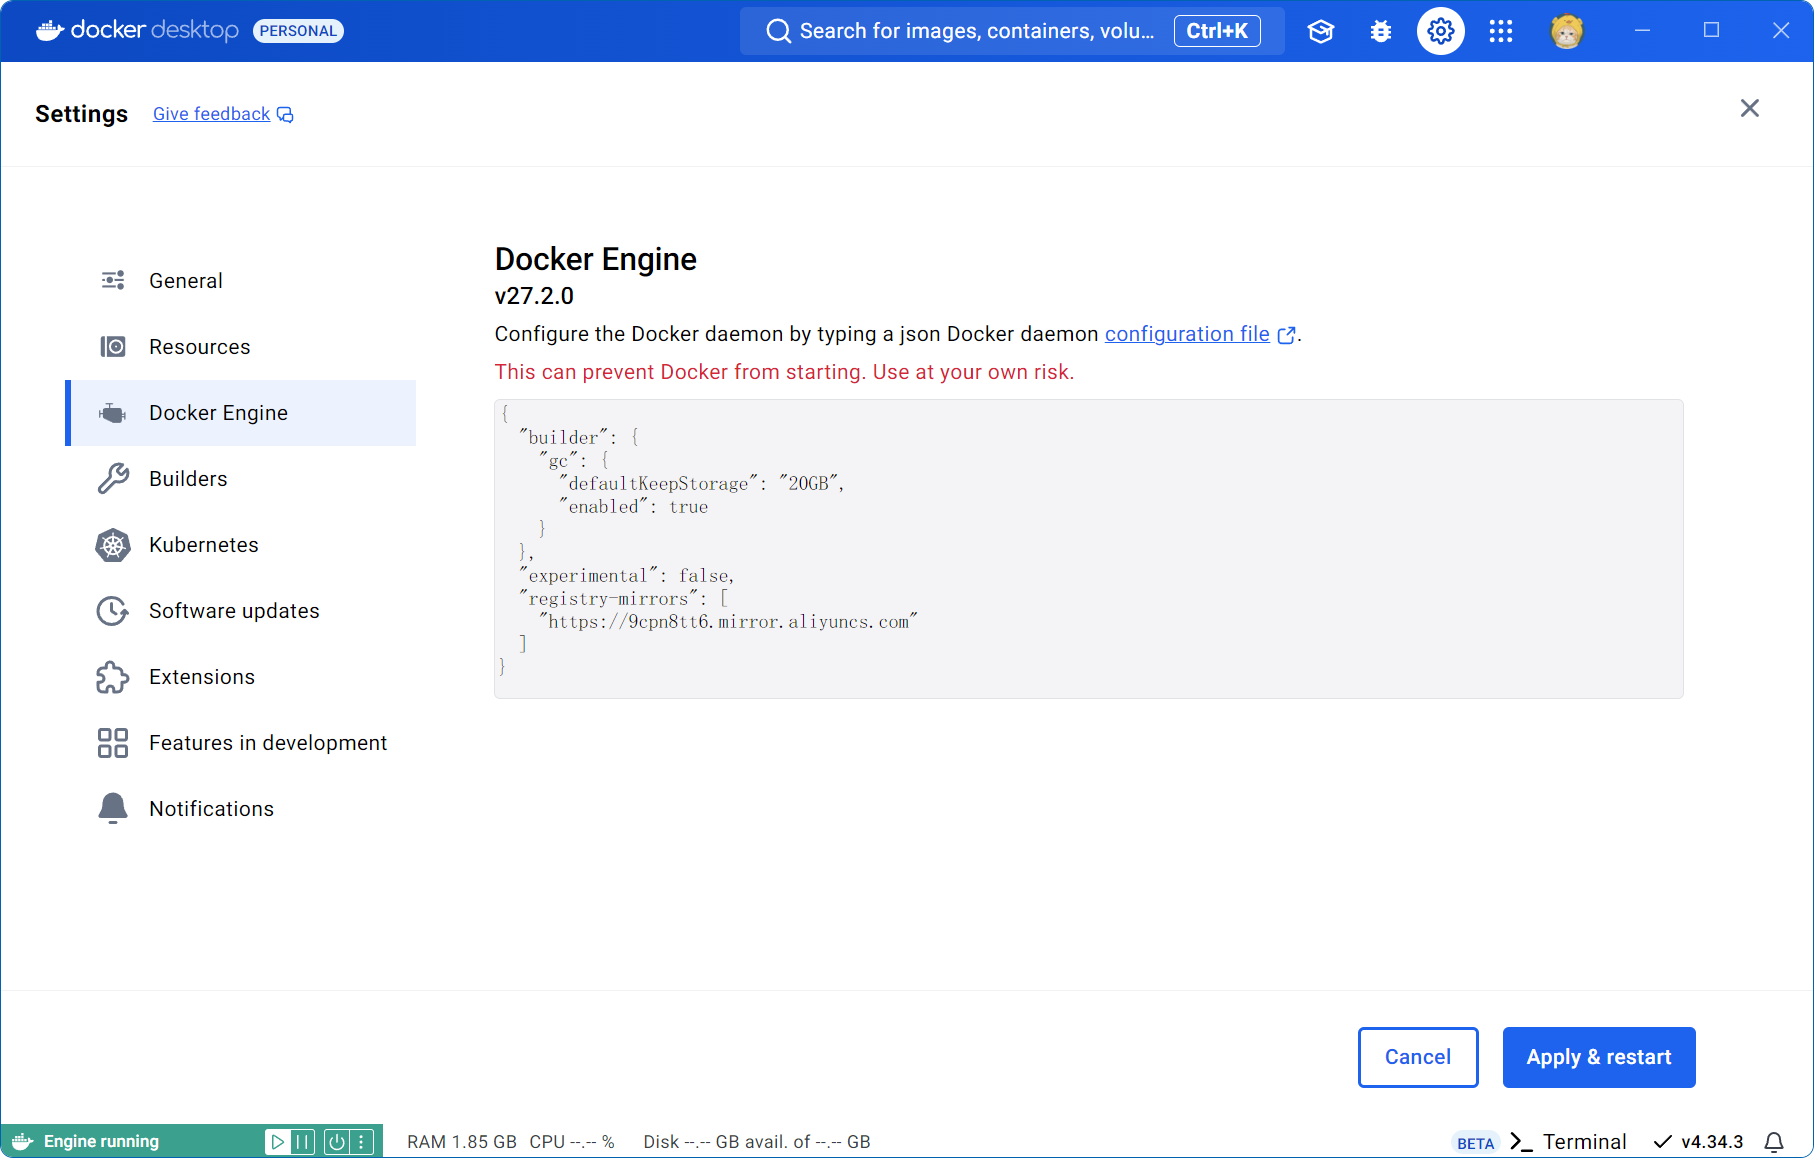 docker desktop PERSONAL
Search for images, containers, volu... Ctrl+K
Settings Give feedback
General
Resources
Docker Engine
Builders
Kubernetes
Software updates
Extensions
Features in development
Notifications
Docker Engine
v27.2.0
Configure the Docker daemon by typing a json Docker daemon configuration file.
This can prevent Docker from starting. Use at your own risk.
{
  "builder": {
    "gc": {
      "defaultKeepStorage": "20GB",
      "enabled": true
    }
  },
  "experimental": false,
  "registry-mirrors": [
    "https://9cpn8tt6.mirror.aliyuncs.com"
  ]
}
Cancel Apply & restart
Engine running RAM 1.85 GB CPU --.-- % Disk --.-- GB avail. of --.-- GB BETA >_ Terminal v4.34.3